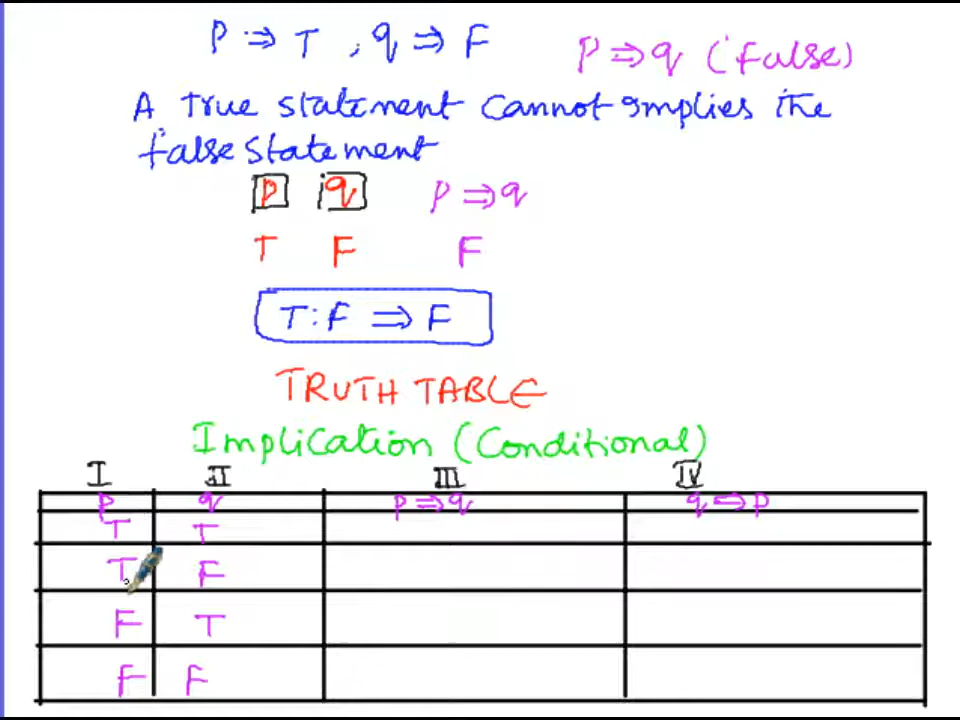 P ⇒ T , q ⇒ F P ⇒ q (false)
A true statement cannot implies the
false statement
p q P ⇒ q
T F F
T : F ⇒ F
TRUTH TABLE
Implication (Conditional)
I II III IV
p q p ⇒ q q ⇒ p
T T
T F
F T
F F